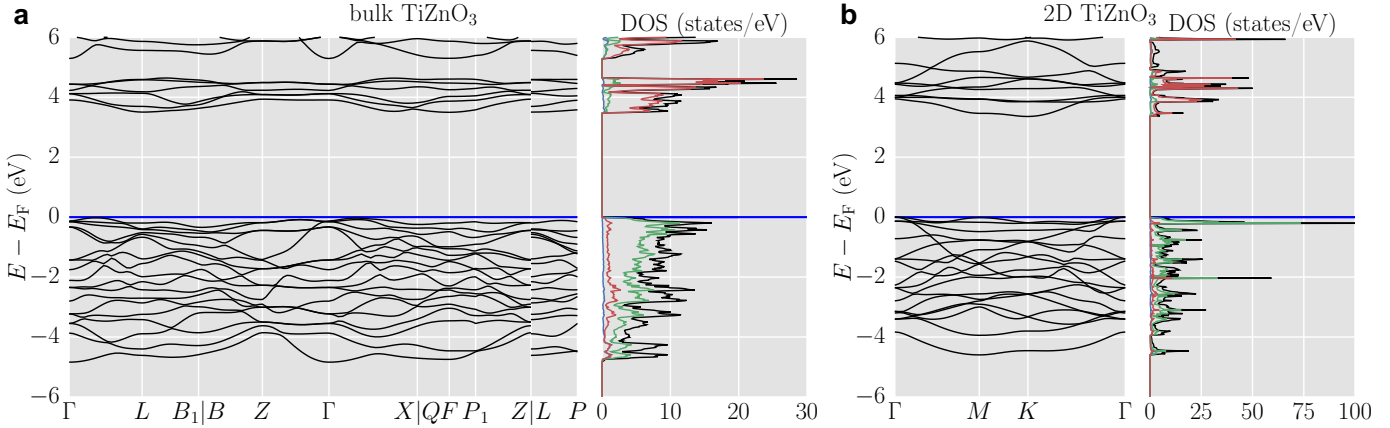 a
bulk TiZnO₃
DOS (states/eV)
b
2D TiZnO₃
DOS (states/eV)
E − E_F (eV)
6
4
2
0
−2
−4
−6
Γ L B₁|B Z Γ X|QF P₁ Z|L P
0 10 20 30
E − E_F (eV)
6
4
2
0
−2
−4
−6
Γ M K Γ
0 25 50 75 100